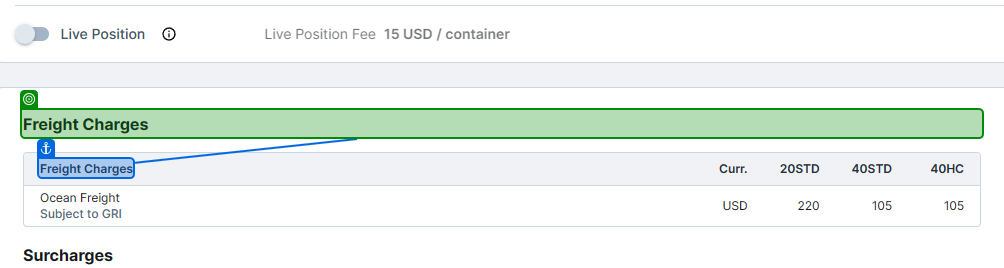 Live Position Live Position Fee 15 USD / container
Freight Charges
Freight Charges Curr. 20STD 40STD 40HC
Ocean Freight USD 220 105 105
Subject to GRI
Surcharges